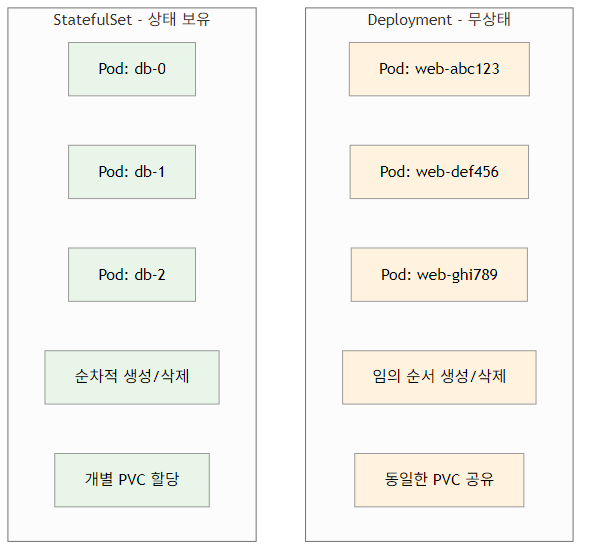 StatefulSet - 상태 보유
Pod: db-0
Pod: db-1
Pod: db-2
순차적 생성/삭제
개별 PVC 할당
Deployment - 무상태
Pod: web-abc123
Pod: web-def456
Pod: web-ghi789
임의 순서 생성/삭제
동일한 PVC 공유